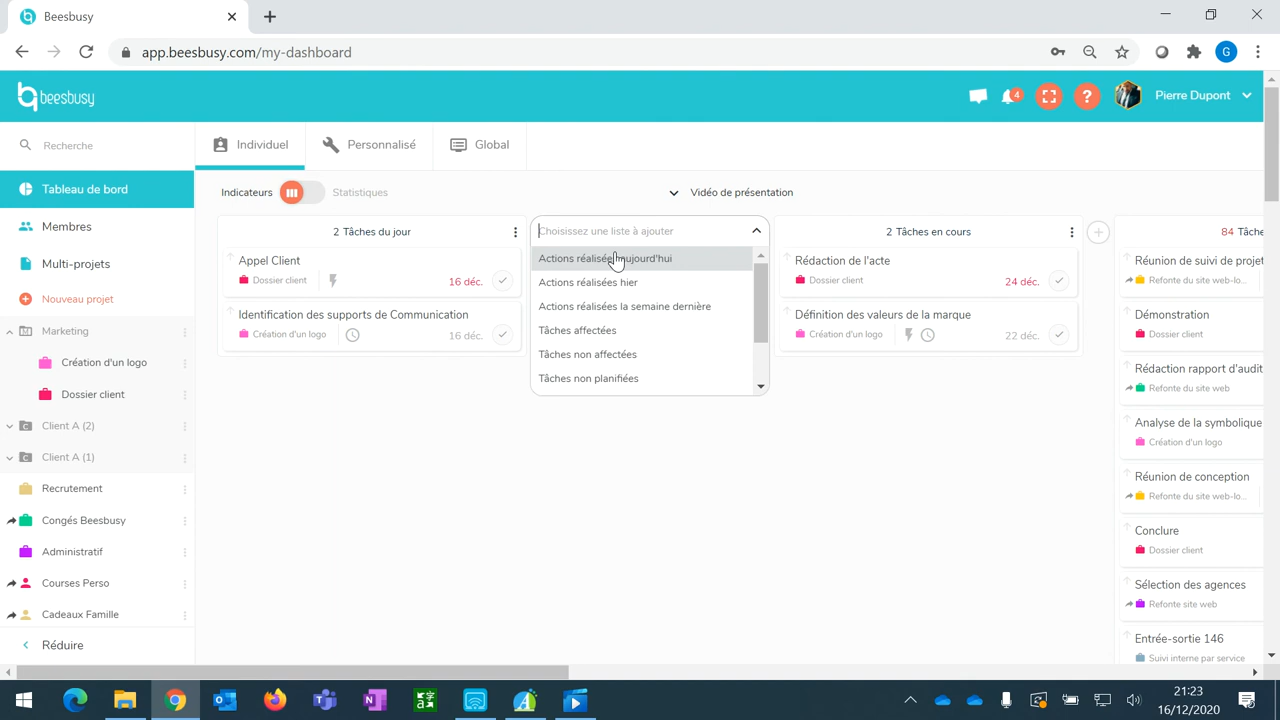 Beesbusy
app.beesbusy.com/my-dashboard
G
beesbusy
4
?
Pierre Dupont
Recherche
Individuel
Personnalisé
Global
Tableau de bord
Indicateurs
Statistiques
Vidéo de présentation
Membres
Multi-projets
Nouveau projet
Marketing
Création d'un logo
Dossier client
Client A (2)
Client A (1)
Recrutement
Congés Beesbusy
Administratif
Courses Perso
Cadeaux Famille
Réduire
2 Tâches du jour
Appel Client
Dossier client
16 déc.
Identification des supports de Communication
Création d'un logo
16 déc.
Choisissez une liste à ajouter
Actions réalisées aujourd'hui
Actions réalisées hier
Actions réalisées la semaine dernière
Tâches affectées
Tâches non affectées
Tâches non planifiées
2 Tâches en cours
Rédaction de l'acte
Dossier client
24 déc.
Définition des valeurs de la marque
Création d'un logo
22 déc.
84 Tâche
Réunion de suivi de projet
Refonte du site web-lo...
Démonstration
Dossier client
Rédaction rapport d'audit
Refonte du site web
Analyse de la symbolique
Création d'un logo
Réunion de conception
Refonte du site web-lo...
Conclure
Dossier client
Sélection des agences
Refonte site web
Entrée-sortie 146
Suivi interne par service
21:23
16/12/2020